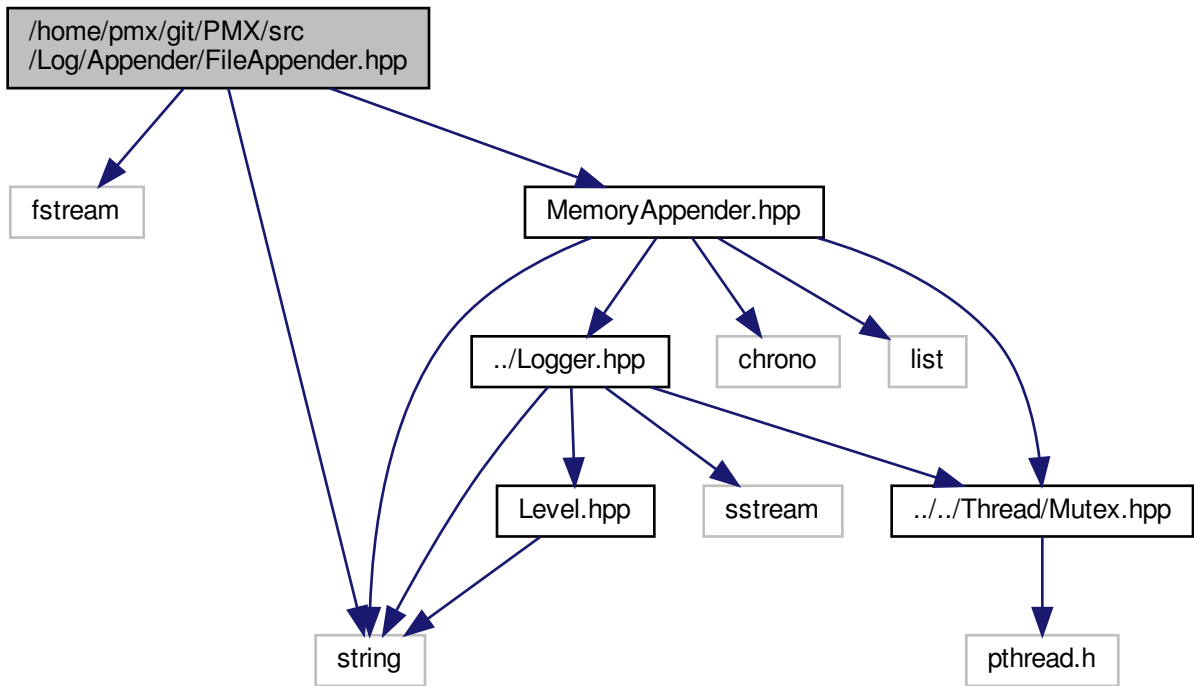 /home/pmx/git/PMX/src
/Log/Appender/FileAppender.hpp
fstream
MemoryAppender.hpp
../Logger.hpp
chrono
list
Level.hpp
sstream
../../Thread/Mutex.hpp
string
pthread.h